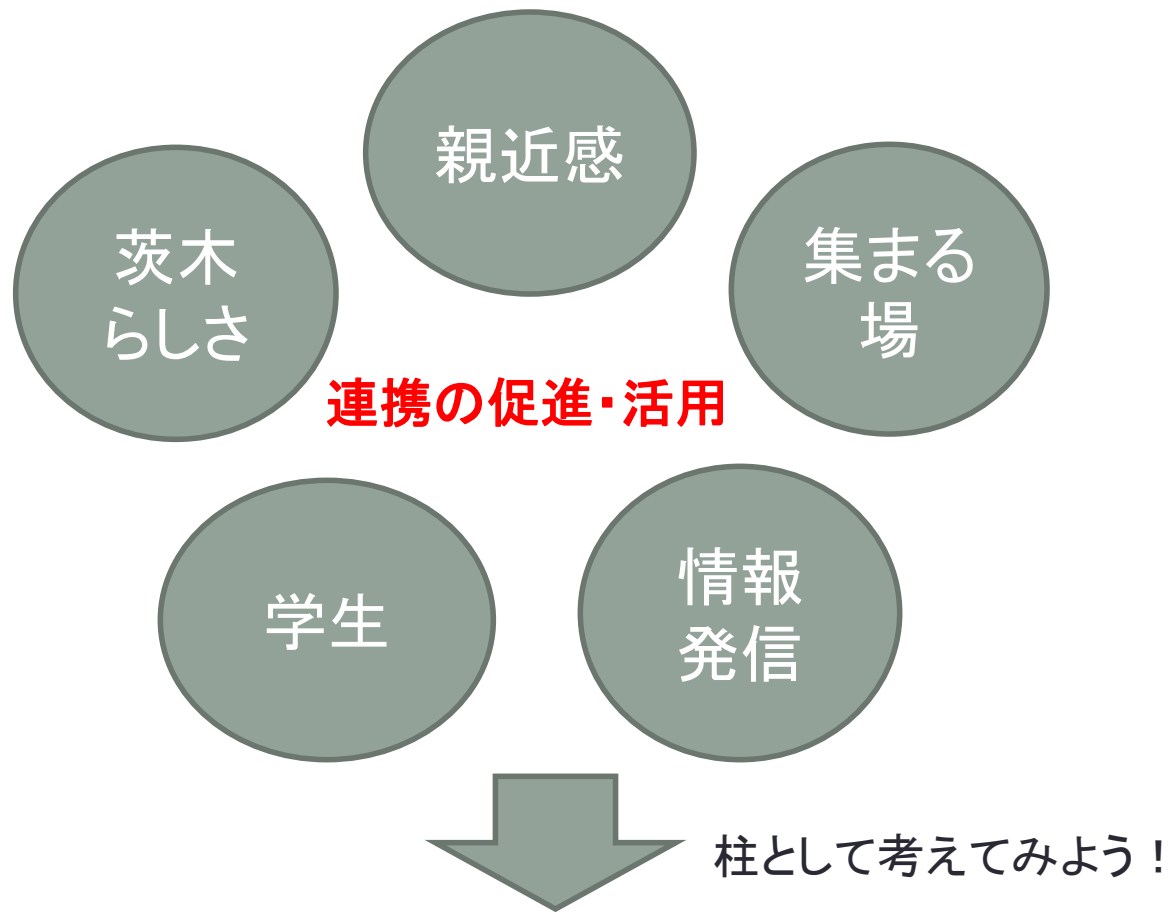 親近感
茨木
らしさ
集まる
場
連携の促進・活用
学生
情報
発信
柱として考えてみよう！